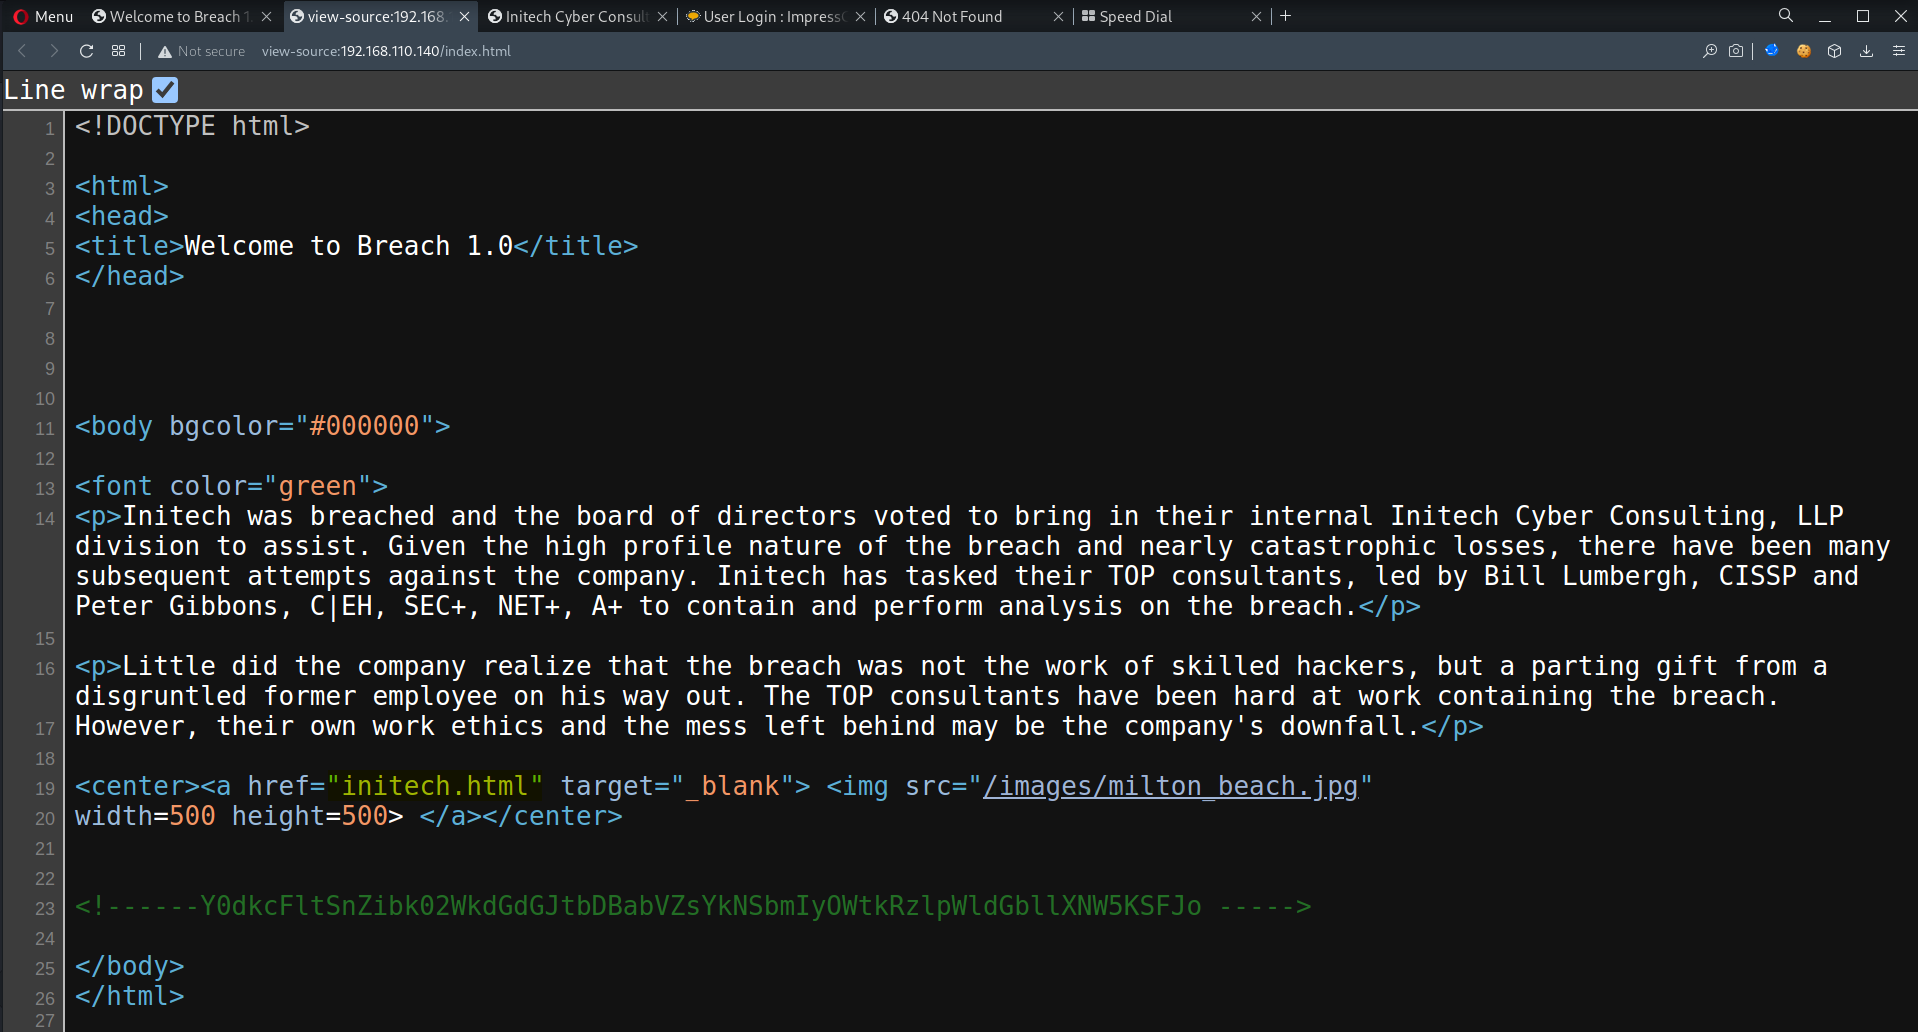 Menu Welcome to Breach 1. view-source:192.168. Initech Cyber Consult User Login : ImpressC 404 Not Found Speed Dial
Not secure view-source:192.168.110.140/index.html
Line wrap
1 <!DOCTYPE html>
2
3 <html>
4 <head>
5 <title>Welcome to Breach 1.0</title>
6 </head>
7
8
9
10
11 <body bgcolor="#000000">
12
13 <font color="green">
14 <p>Initech was breached and the board of directors voted to bring in their internal Initech Cyber Consulting, LLP
division to assist. Given the high profile nature of the breach and nearly catastrophic losses, there have been many
subsequent attempts against the company. Initech has tasked their TOP consultants, led by Bill Lumbergh, CISSP and
Peter Gibbons, C|EH, SEC+, NET+, A+ to contain and perform analysis on the breach.</p>
15
16 <p>Little did the company realize that the breach was not the work of skilled hackers, but a parting gift from a
disgruntled former employee on his way out. The TOP consultants have been hard at work containing the breach.
17 However, their own work ethics and the mess left behind may be the company's downfall.</p>
18
19 <center><a href="initech.html" target="_blank"> <img src="/images/milton_beach.jpg"
20 width=500 height=500> </a></center>
21
22
23 <!------Y0dkcFltSnZibk02WkdGdGJtbDBabVZsYkNSbmIyOWtkRzlpWldGbllXNW5KSFJo ----->
24
25 </body>
26 </html>
27